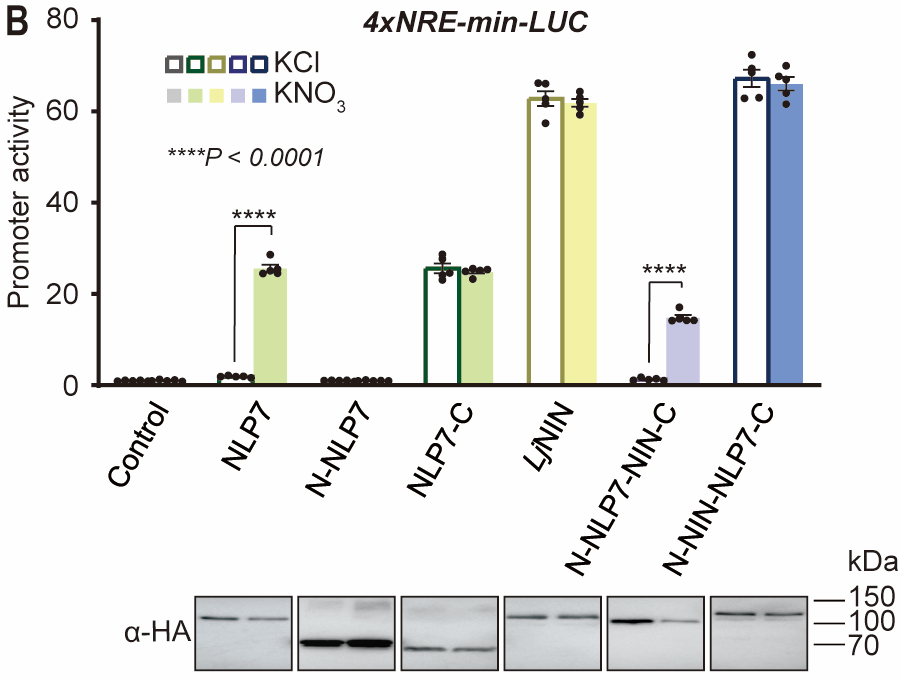 B
4xNRE-min-LUC
KCl
KNO₃
****P < 0.0001
Promoter activity
80
60
40
20
0
****
****
Control
NLP7
N-NLP7
NLP7-C
LjNIN
N-NLP7-NIN-C
N-NIN-NLP7-C
kDa
α-HA
150
100
70